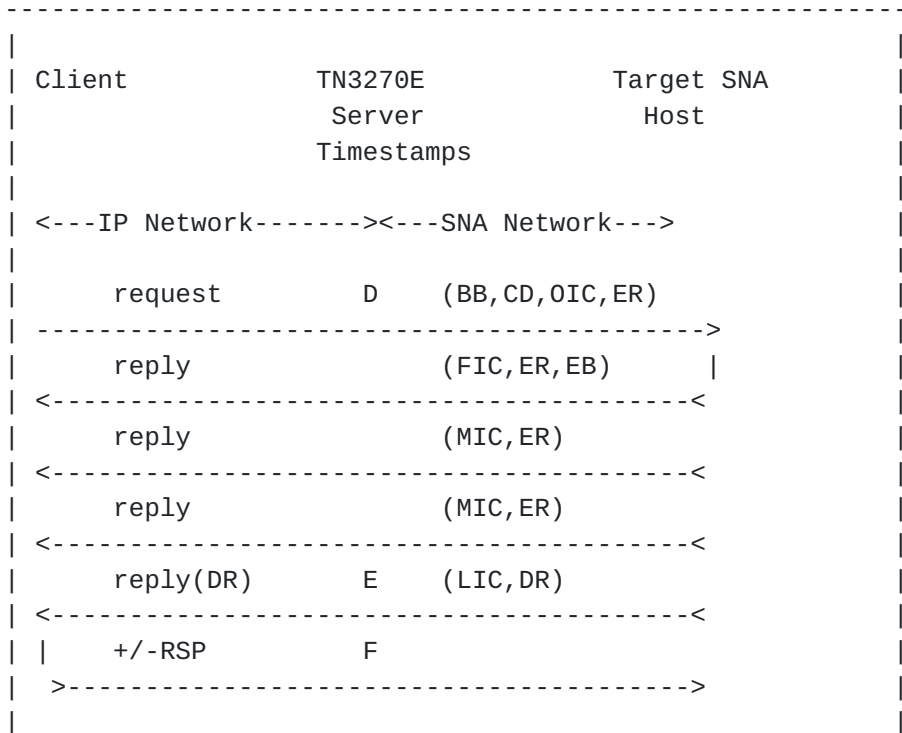 -----------------------------------------------------------
|                                                         |
| Client            TN3270E            Target SNA         |
|                    Server              Host             |
|                   Timestamps                            |
|                                                         |
| <---IP Network-------><---SNA Network--->               |
|                                                         |
|      request         D    (BB,CD,OIC,ER)                |
| ------------------------------------------->            |
|      reply                (FIC,ER,EB)      |            |
| <-----------------------------------------<             |
|      reply                (MIC,ER)                      |
| <-----------------------------------------<             |
|      reply                (MIC,ER)                      |
| <-----------------------------------------<             |
|      reply(DR)       E    (LIC,DR)                      |
| <-----------------------------------------<             |
| |    +/-RSP          F                                  |
|  >---------------------------------------->             |
|                                                         |